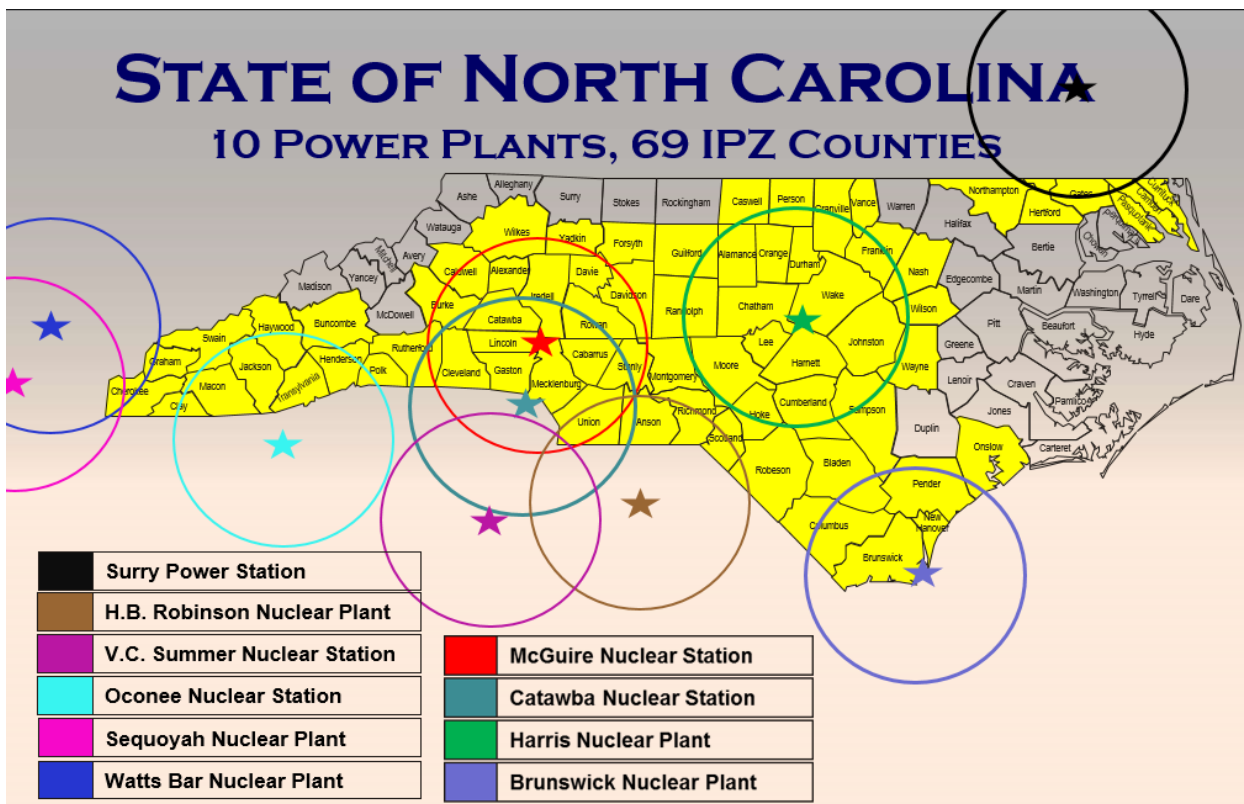 STATE OF NORTH CAROLINA
10 POWER PLANTS, 69 IPZ COUNTIES
Ashe
Alleghany
Surry
Stokes
Rockingham
Caswell
Person
Granville
Vance
Warren
Northampton
Gates
Currituck
Camden
Pasquotank
Perquimans
Hertford
Halifax
Watauga
Wilkes
Yadkin
Forsyth
Guilford
Alamance
Orange
Durham
Franklin
Nash
Bertie
Chowan
Mitchell
Avery
Yancey
Madison
McDowell
Caldwell
Alexander
Davie
Iredell
Davidson
Randolph
Chatham
Wake
Wilson
Edgecombe
Martin
Washington
Tyrrell
Dare
Burke
Catawba
Rowan
Swain
Haywood
Buncombe
Rutherford
Lincoln
Cabarrus
Stanly
Lee
Johnston
Pitt
Beaufort
Hyde
Greene
Graham
Cherokee
Macon
Clay
Jackson
Transylvania
Henderson
Polk
Cleveland
Gaston
Mecklenburg
Montgomery
Moore
Harnett
Wayne
Lenoir
Craven
Pamlico
Jones
Carteret
Union
Anson
Richmond
Scotland
Hoke
Cumberland
Sampson
Duplin
Onslow
Robeson
Bladen
Pender
Columbus
New
Hanover
Brunswick
Surry Power Station
H.B. Robinson Nuclear Plant
V.C. Summer Nuclear Station
Oconee Nuclear Station
Sequoyah Nuclear Plant
Watts Bar Nuclear Plant
McGuire Nuclear Station
Catawba Nuclear Station
Harris Nuclear Plant
Brunswick Nuclear Plant